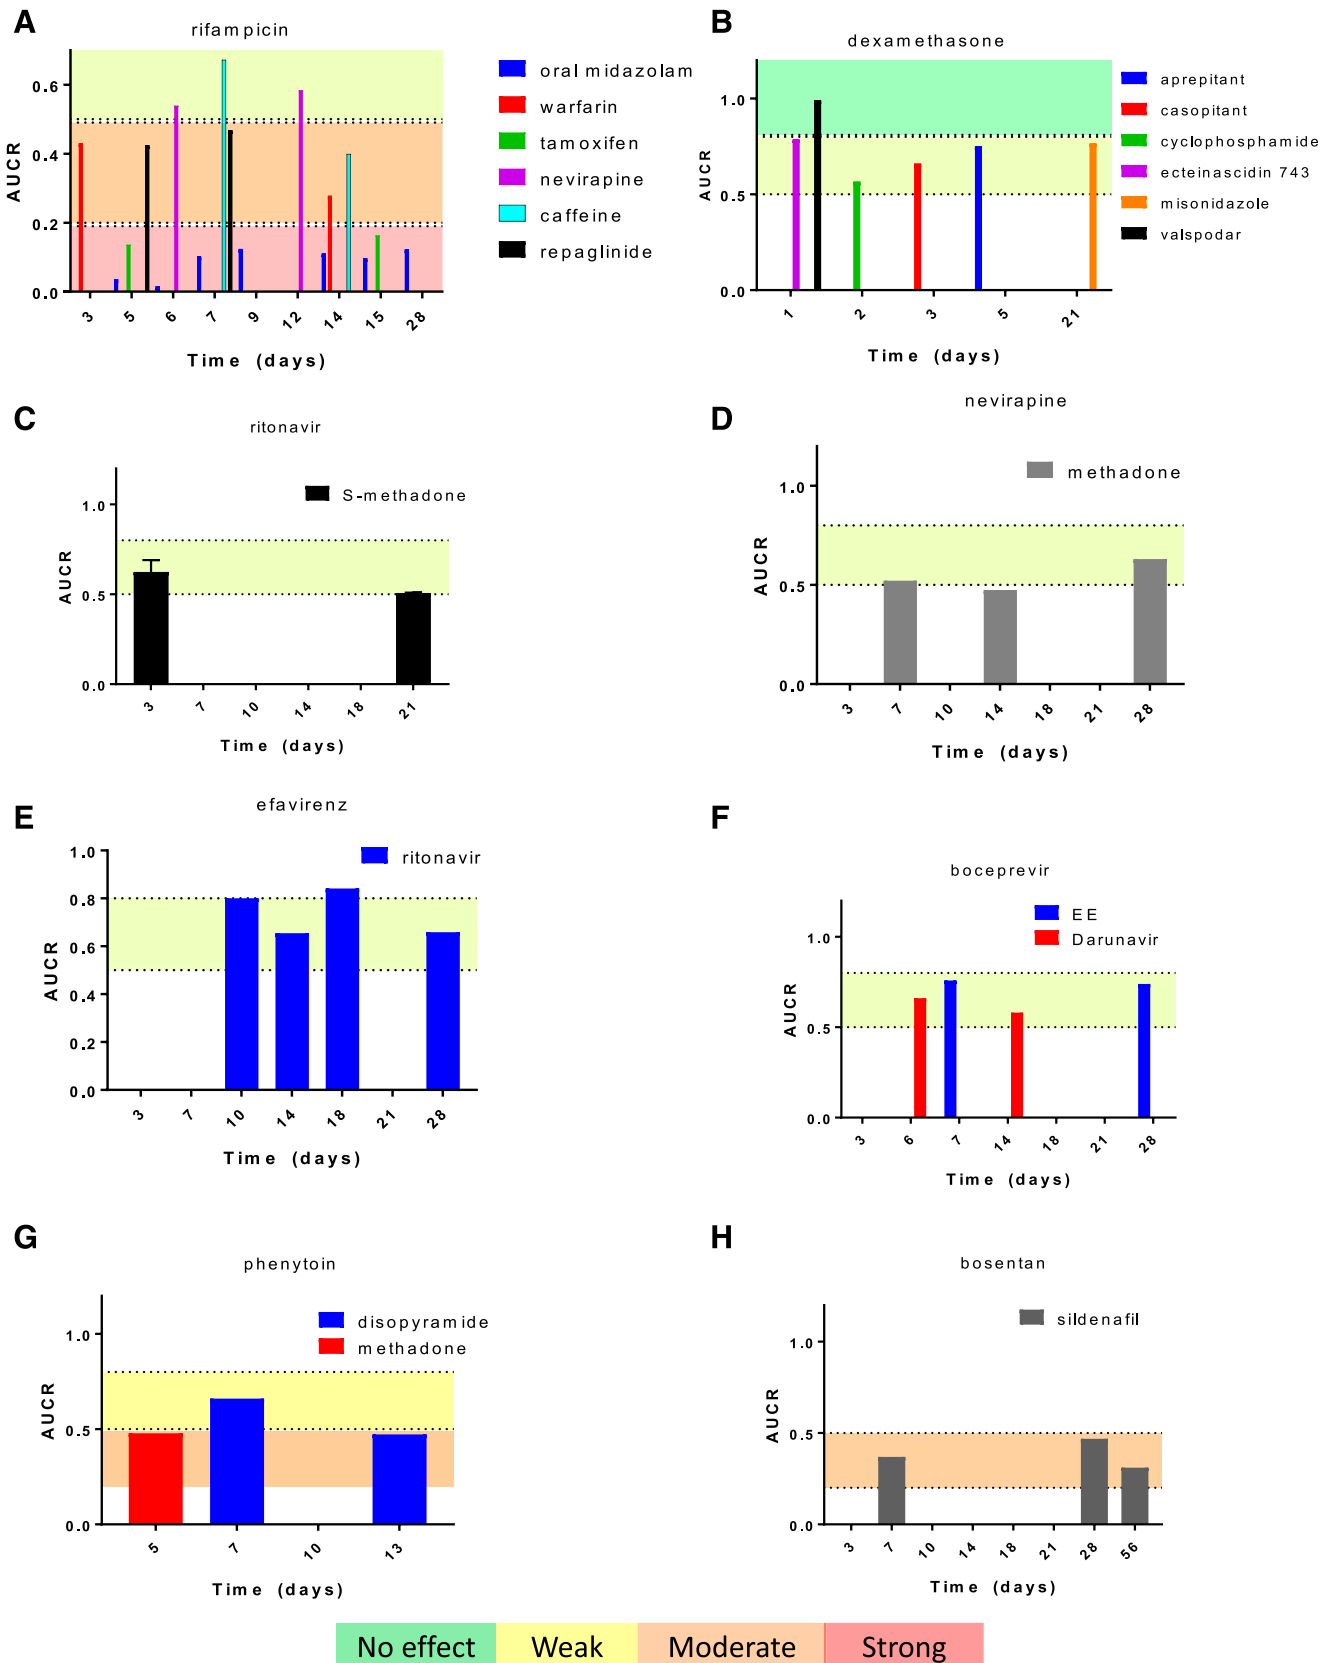 A
rifampicin
AUCR
0.6
0.4
0.2
0.0
3 5 6 7 9 12 14 15 28
Time (days)
oral midazolam
warfarin
tamoxifen
nevirapine
caffeine
repaglinide
B
dexamethasone
AUCR
1.0
0.5
0.0
1 2 3 5 21
Time (days)
aprepitant
casopitant
cyclophosphamide
ecteinascidin 743
misonidazole
valspodar
C
ritonavir
S-methadone
AUCR
1.0
0.5
0.0
3 7 10 14 18 21
Time (days)
D
nevirapine
methadone
AUCR
1.0
0.5
0.0
3 7 10 14 18 21 28
Time (days)
E
efavirenz
ritonavir
AUCR
1.0
0.8
0.6
0.4
0.2
0.0
3 7 10 14 18 21 28
Time (days)
F
boceprevir
EE
Darunavir
AUCR
1.0
0.5
0.0
3 6 7 14 18 21 28
Time (days)
G
phenytoin
disopyramide
methadone
AUCR
1.0
0.5
0.0
5 7 10 13
Time (days)
H
bosentan
sildenafil
AUCR
1.0
0.5
0.0
3 7 10 14 18 21 28 56
Time (days)
No effect Weak Moderate Strong